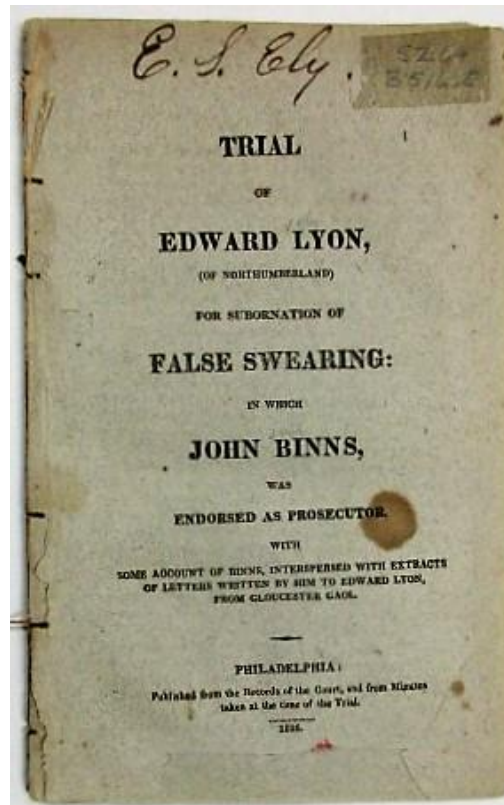 E. S. Ely.
TRIAL
OF
EDWARD LYON,
(OF NORTHUMBERLAND)
FOR SUBORNATION OF
FALSE SWEARING:
IN WHICH
JOHN BINNS,
WAS
ENDORSED AS PROSECUTOR.
WITH
SOME ACCOUNT OF BINNS, INTERSPERSED WITH EXTRACTS
OF LETTERS WRITTEN BY HIM TO EDWARD LYON,
FROM GLOUCESTER GAOL.
PHILADELPHIA:
Published from the Records of the Court, and from Minutes
taken at the time of the Trial.